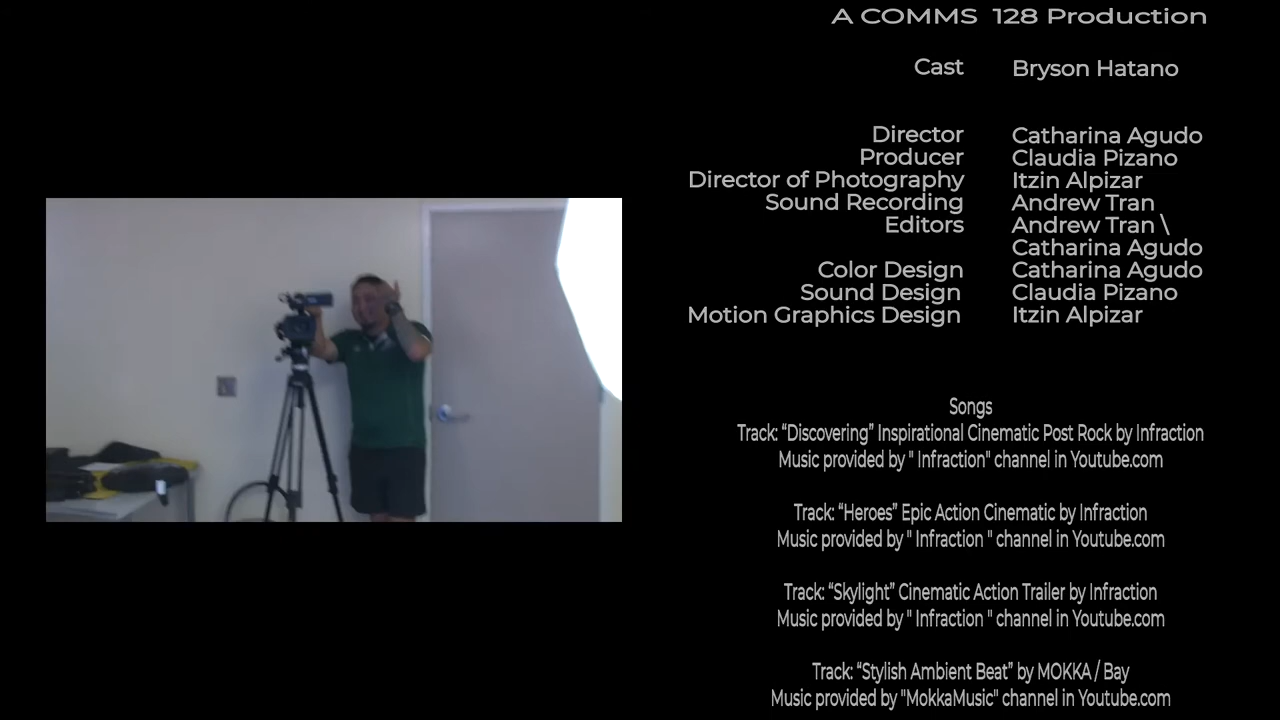 A COMMS 128 Production
Cast Bryson Hatano
Director Catharina Agudo
Producer Claudia Pizano
Director of Photography Itzin Alpizar
Sound Recording Andrew Tran
Editors Andrew Tran \
Catharina Agudo
Color Design Catharina Agudo
Sound Design Claudia Pizano
Motion Graphics Design Itzin Alpizar
Songs
Track: “Discovering” Inspirational Cinematic Post Rock by Infraction
Music provided by " Infraction" channel in Youtube.com
Track: “Heroes” Epic Action Cinematic by Infraction
Music provided by " Infraction " channel in Youtube.com
Track: “Skylight” Cinematic Action Trailer by Infraction
Music provided by " Infraction " channel in Youtube.com
Track: “Stylish Ambient Beat” by MOKKA / Bay
Music provided by "MokkaMusic" channel in Youtube.com